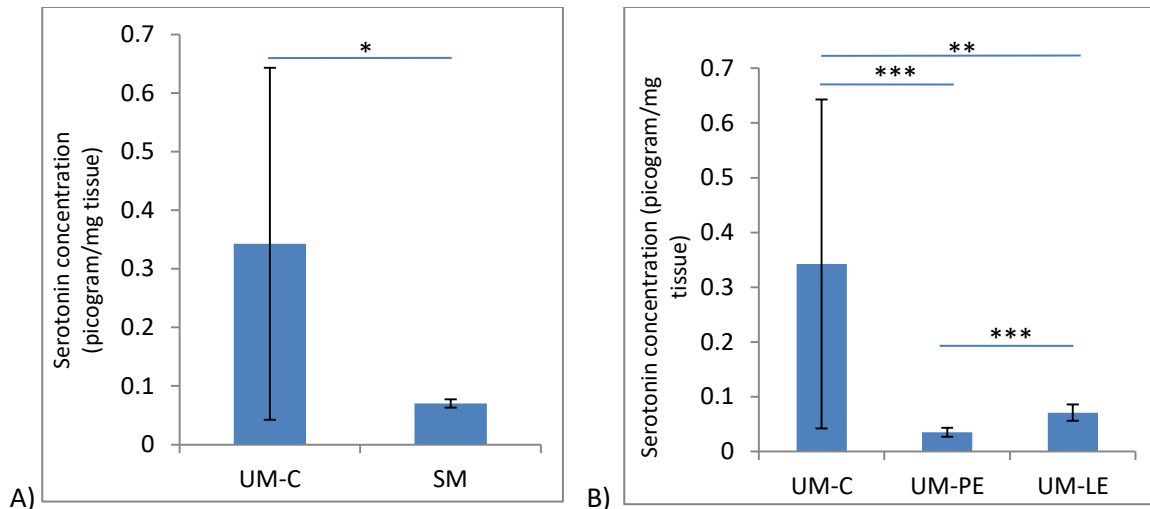 Serotonin concentration
(picogram/mg tissue)
0.7
0.6
0.5
0.4
0.3
0.2
0.1
0
*
UM-C SM
A)
Serotonin concentration (picogram/mg
tissue)
0.7
0.6
0.5
0.4
0.3
0.2
0.1
0
**
***
***
UM-C UM-PE UM-LE
B)